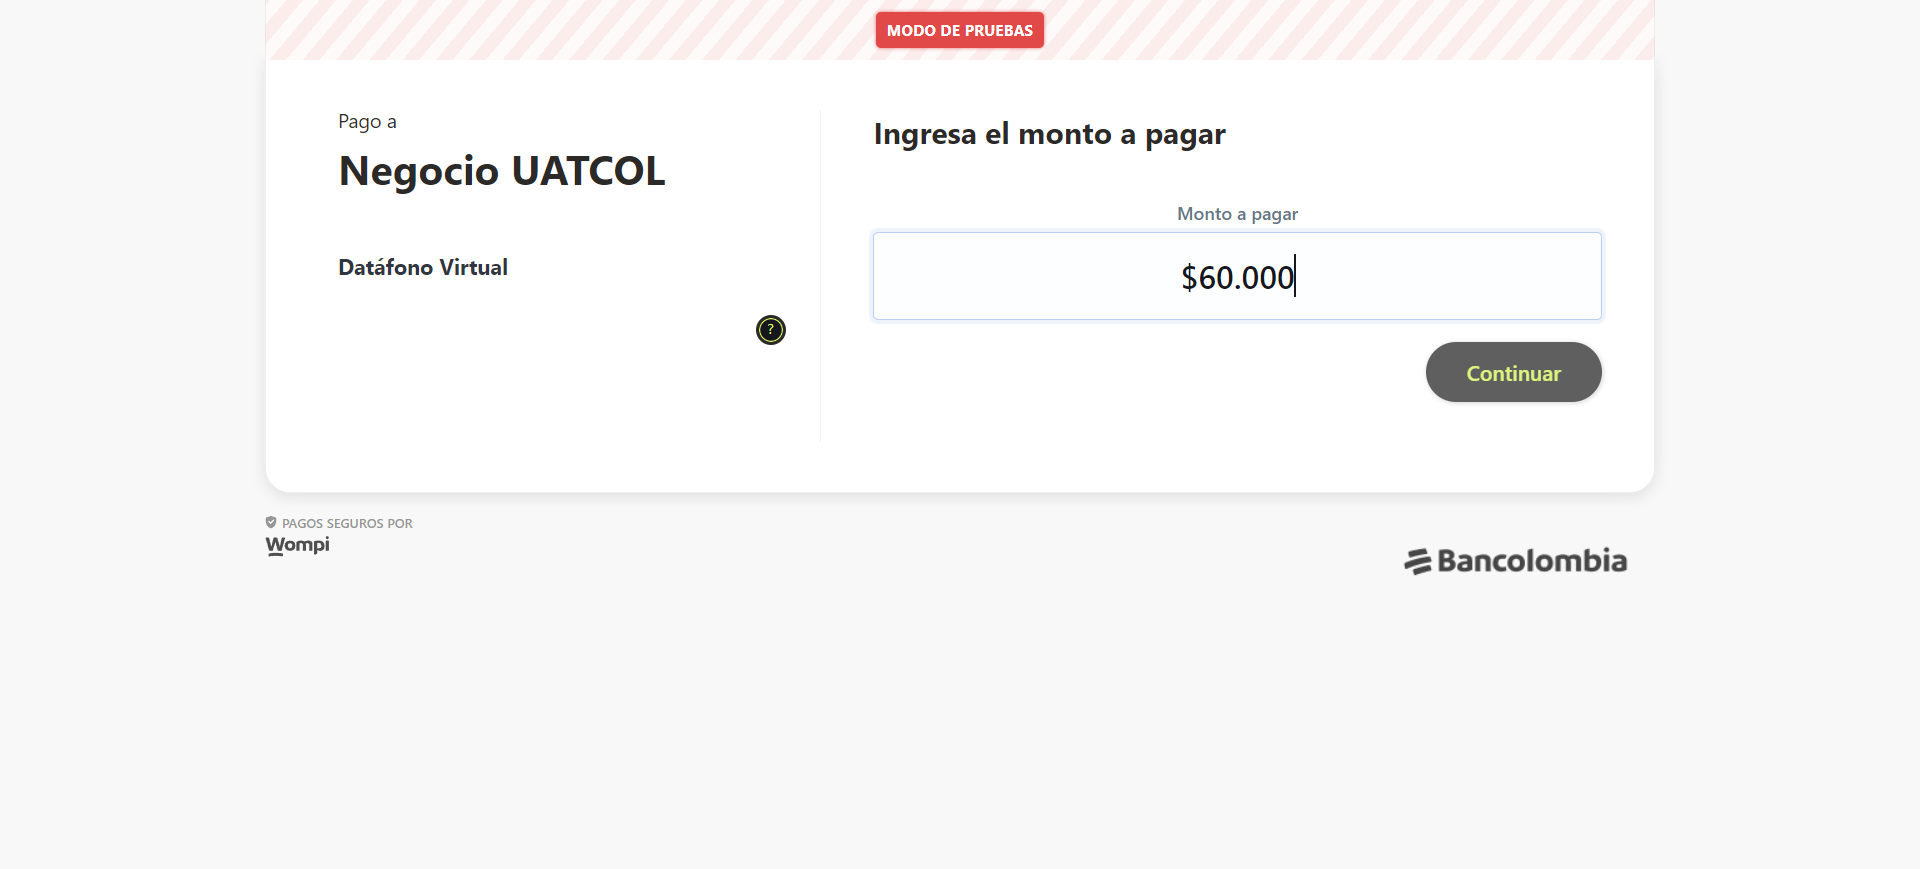 MODO DE PRUEBAS
Pago a
Negocio UATCOL
Datáfono Virtual
?
Ingresa el monto a pagar
Monto a pagar
$60.000
Continuar
PAGOS SEGUROS POR
Wompi
Bancolombia